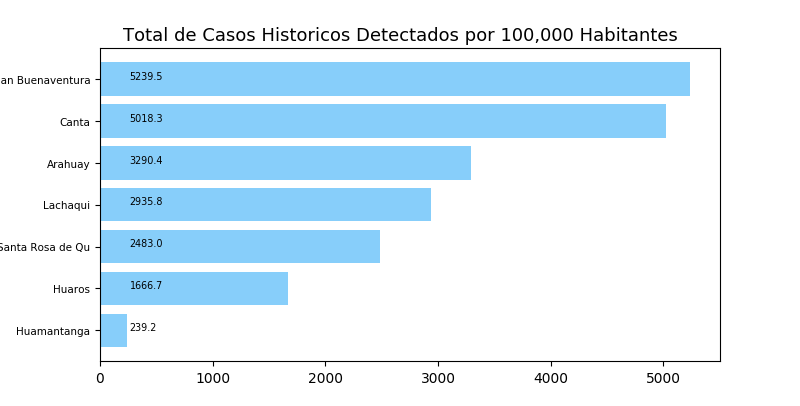 Total de Casos Historicos Detectados por 100,000 Habitantes
an Buenaventura 5239.5
Canta 5018.3
Arahuay 3290.4
Lachaqui 2935.8
Santa Rosa de Qu 2483.0
Huaros 1666.7
Huamantanga 239.2
0 1000 2000 3000 4000 5000